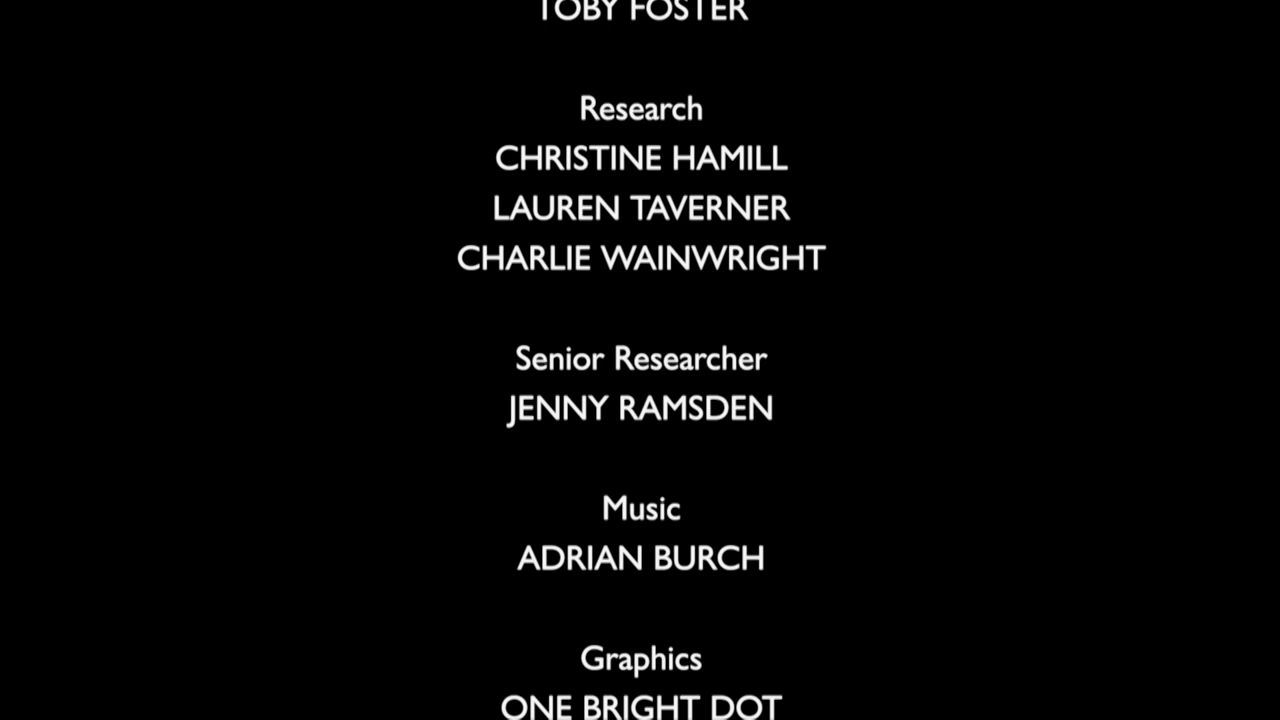 TOBY FOSTER
Research
CHRISTINE HAMILL
LAUREN TAVERNER
CHARLIE WAINWRIGHT
Senior Researcher
JENNY RAMSDEN
Music
ADRIAN BURCH
Graphics
ONE BRIGHT DOT